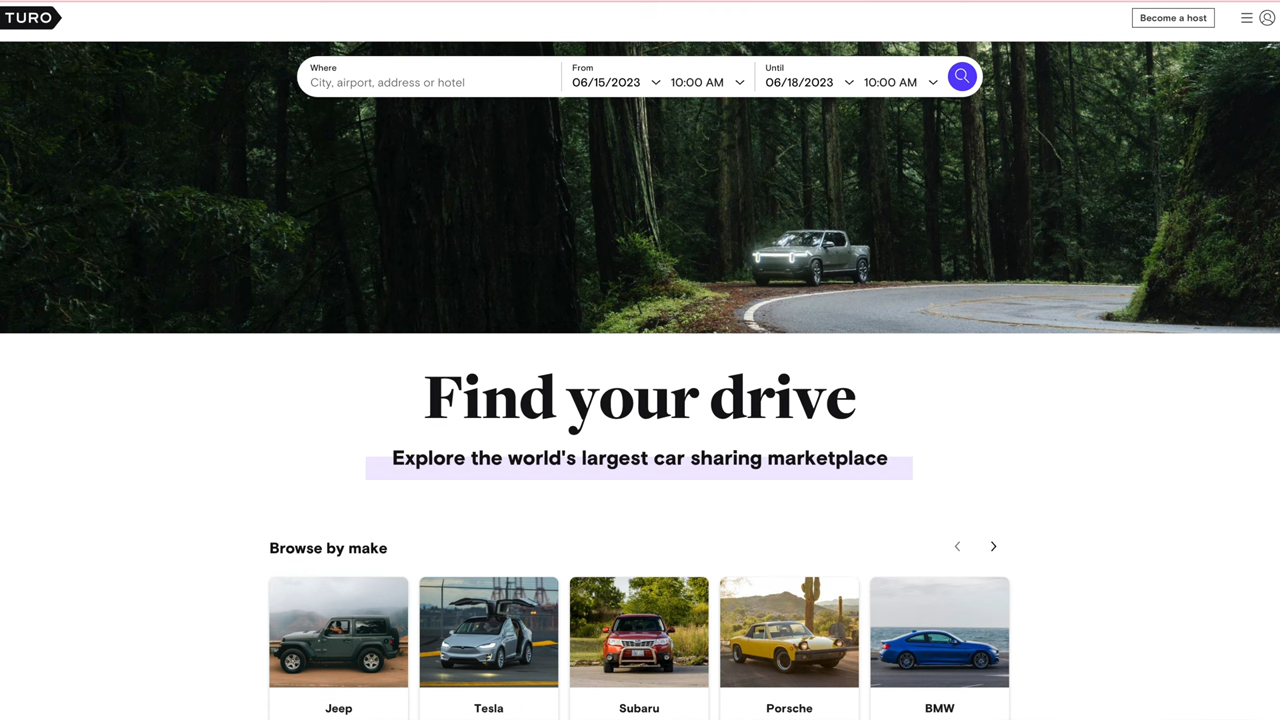 TURO
Become a host
Where
From
Until
City, airport, address or hotel
06/15/2023
10:00 AM
06/18/2023
10:00 AM
Find your drive
Explore the world's largest car sharing marketplace
Browse by make
Jeep
Tesla
Subaru
Porsche
BMW